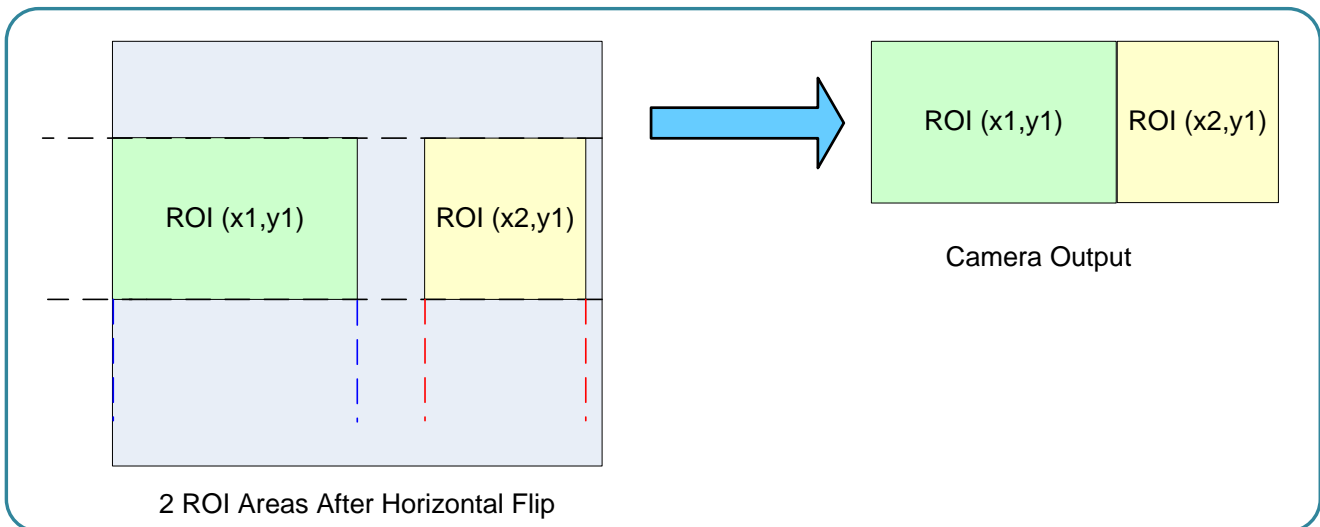 ROI (x1,y1)
ROI (x2,y1)
2 ROI Areas After Horizontal Flip
ROI (x1,y1)
ROI (x2,y1)
Camera Output